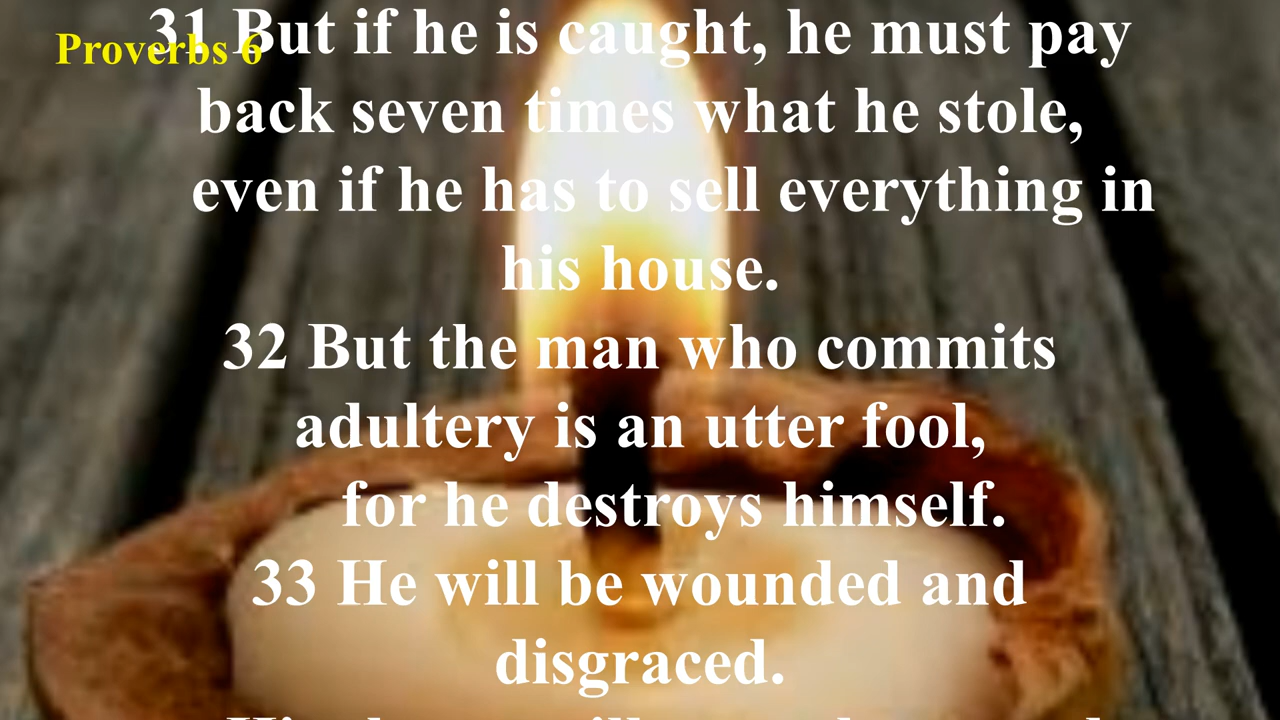 Proverbs 6
31 But if he is caught, he must pay
back seven times what he stole,
even if he has to sell everything in
his house.
32 But the man who commits
adultery is an utter fool,
for he destroys himself.
33 He will be wounded and
disgraced.